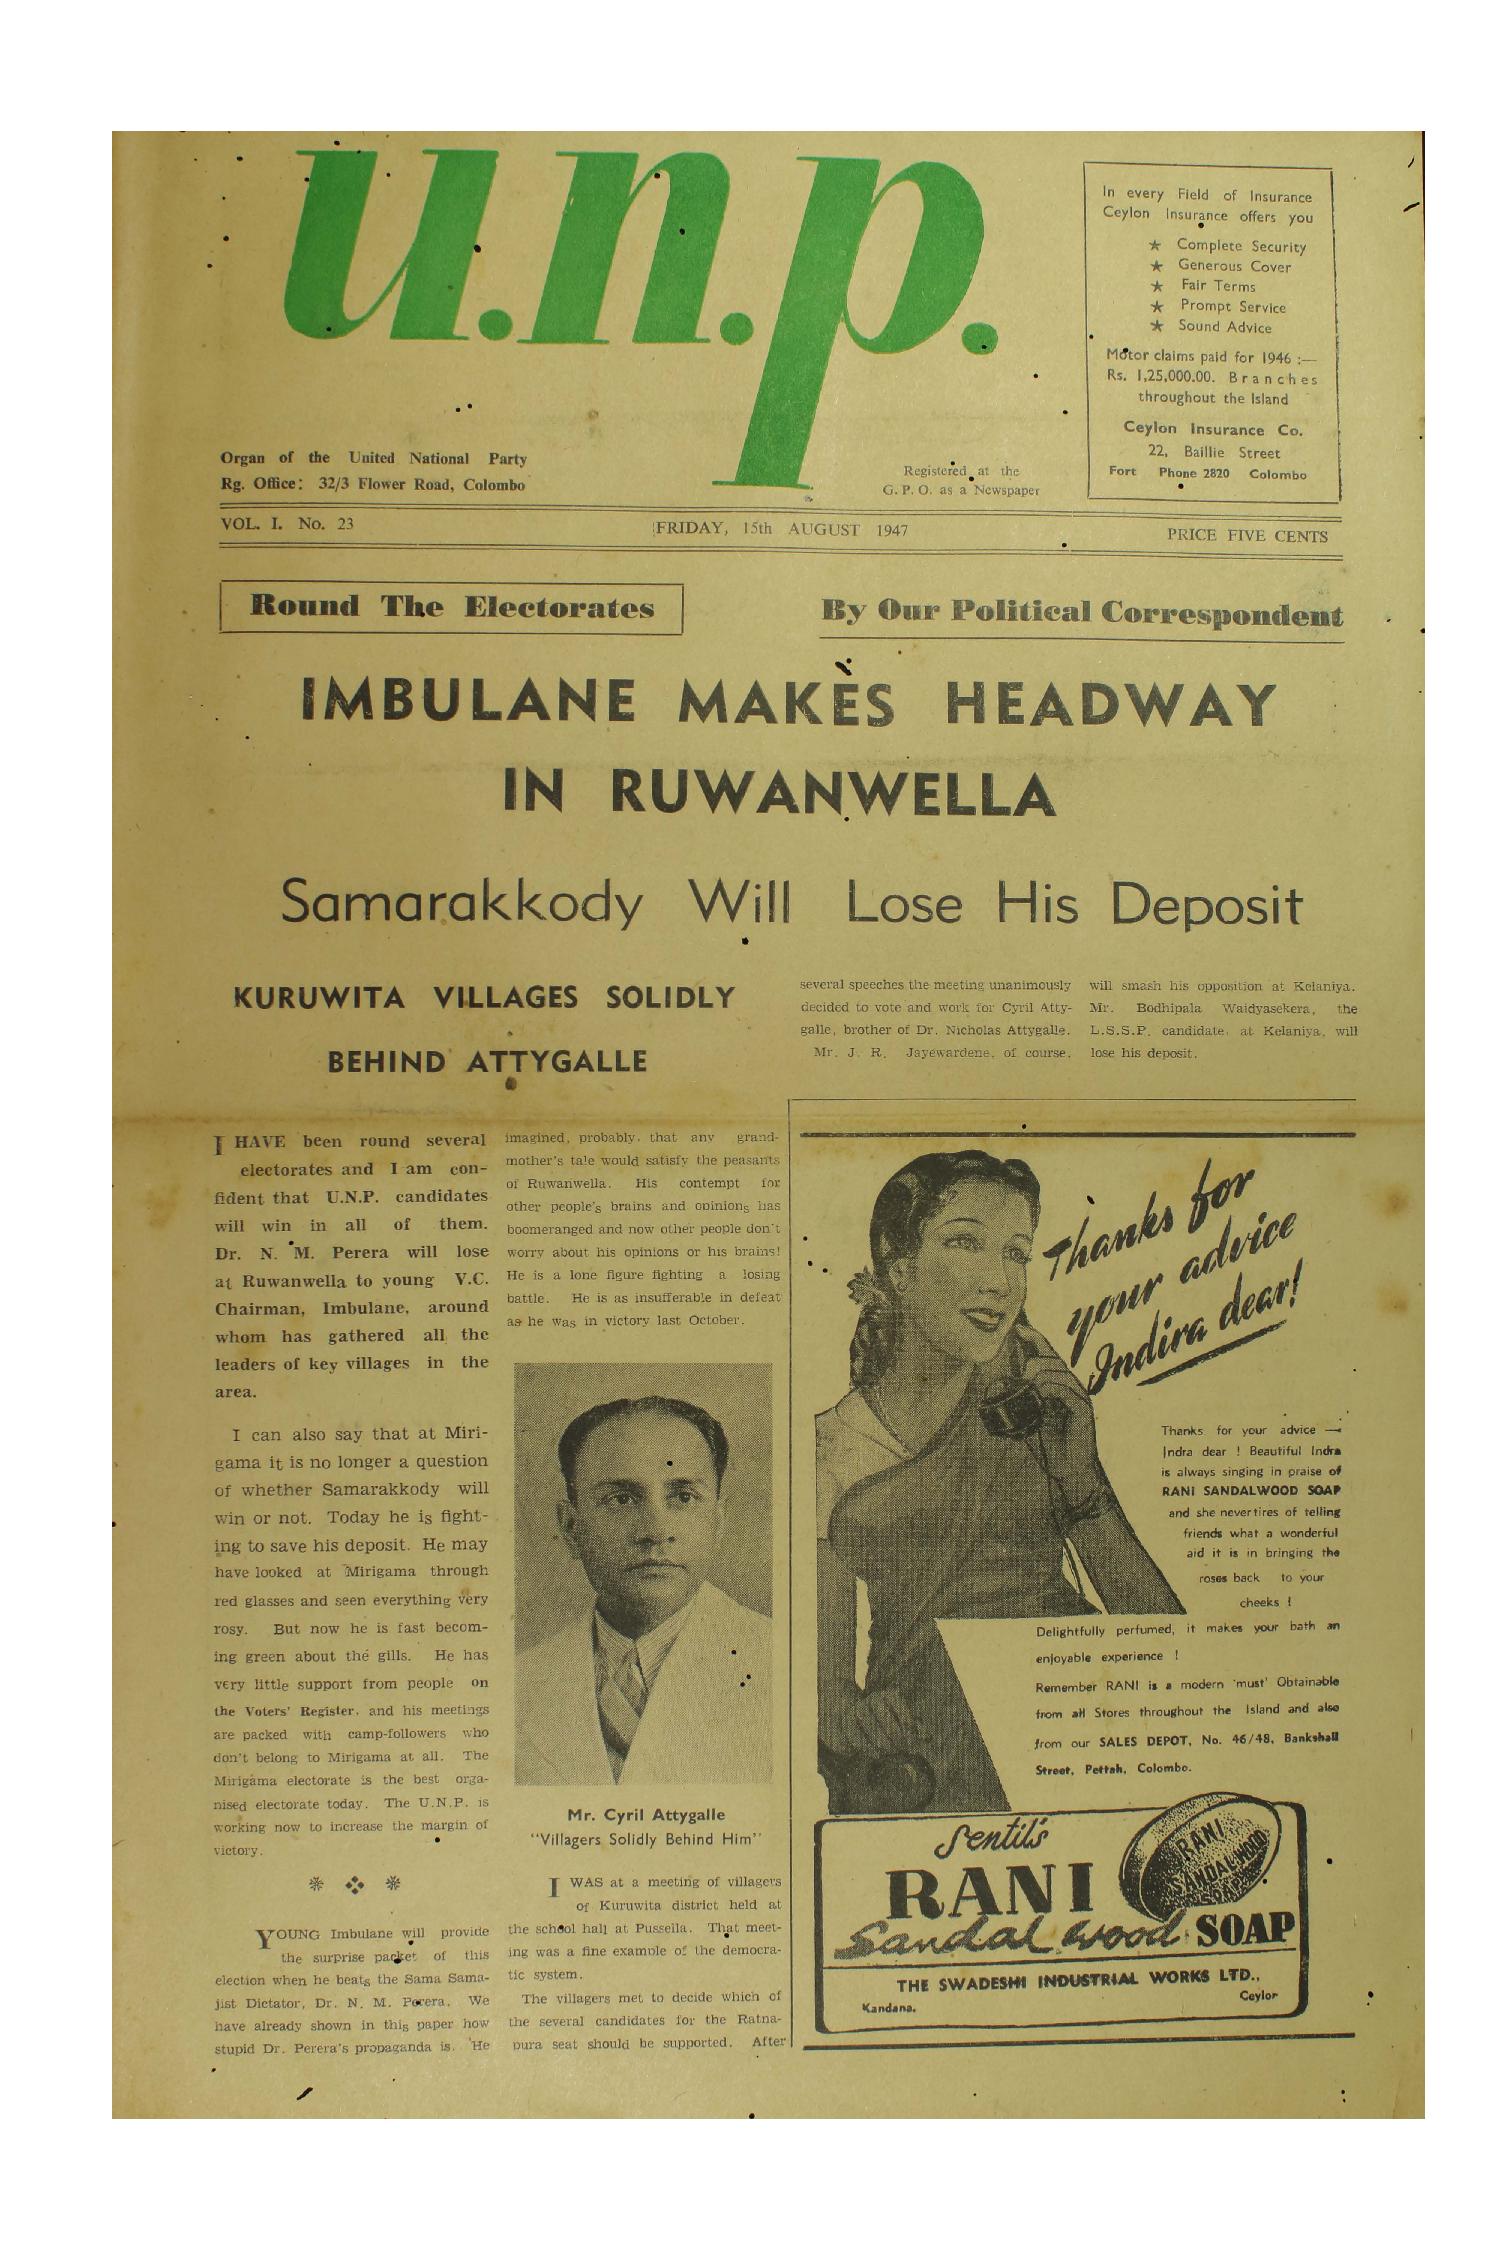 u.n.p.
Organ of the United National Party
Rg. Office: 32/3 Flower Road, Colombo
Registered at the
G. P. O. as a Newspaper
In every Field of Insurance
Ceylon Insurance offers you
★ Complete Security
★ Generous Cover
★ Fair Terms
★ Prompt Service
★ Sound Advice
Motor claims paid for 1946 :—
Rs. 1,25,000.00. Branches
throughout the Island
Ceylon Insurance Co.
22, Baillie Street
Fort Phone 2820 Colombo
VOL. I. No. 23
FRIDAY, 15th AUGUST 1947
PRICE FIVE CENTS
Round The Electorates
By Our Political Correspondent
IMBULANE MAKES HEADWAY
IN RUWANWELLA
Samarakkody Will Lose His Deposit
KURUWITA VILLAGES SOLIDLY
BEHIND ATTYGALLE
I HAVE been round several
electorates and I am con-
fident that U.N.P. candidates
will win in all of them.
Dr. N. M. Perera will lose
at Ruwanwella to young V.C.
Chairman, Imbulane, around
whom has gathered all the
leaders of key villages in the
area.
I can also say that at Miri-
gama it is no longer a question
of whether Samarakkody will
win or not. Today he is fight-
ing to save his deposit. He may
have looked at Mirigama through
red glasses and seen everything very
rosy. But now he is fast becom-
ing green about the gills. He has
very little support from people on
the Voters' Register, and his meetings
are packed with camp-followers who
don't belong to Mirigama at all. The
Mirigama electorate is the best orga-
nised electorate today. The U.N.P. is
working now to increase the margin of
victory.
YOUNG Imbulane will provide
the surprise packet of this
election when he beats the Sama Sama-
jist Dictator, Dr. N. M. Perera. We
have already shown in this paper how
stupid Dr. Perera's propaganda is. He
imagined, probably, that any grand-
mother's tale would satisfy the peasants
of Ruwanwella. His contempt for
other people's brains and opinions has
boomeranged and now other people don't
worry about his opinions or his brains!
He is a lone figure fighting a losing
battle. He is as insufferable in defeat
as he was in victory last October.
Mr. Cyril Attygalle
"Villagers Solidly Behind Him"
I WAS at a meeting of villagers
of Kuruwita district held at
the school hall at Pussella. That meet-
ing was a fine example of the democra-
tic system.
The villagers met to decide which of
the several candidates for the Ratna-
pura seat should be supported. After
several speeches the meeting unanimously
decided to vote and work for Cyril Atty-
galle, brother of Dr. Nicholas Attygalle.
Mr. J. R. Jayewardene, of course,
will smash his opposition at Kelaniya.
Mr. Bodhipala Waidyasekera, the
L.S.S.P. candidate, at Kelaniya, will
lose his deposit.
Thanks for
your advice
Indira dear!
Thanks for your advice —
Indra dear ! Beautiful Indra
is always singing in praise of
RANI SANDALWOOD SOAP
and she never tires of telling
friends what a wonderful
aid it is in bringing the
roses back to your
cheeks !
Delightfully perfumed, it makes your bath an
enjoyable experience !
Remember RANI is a modern 'must' Obtainable
from all Stores throughout the Island and also
from our SALES DEPOT, No. 46/48, Bankshall
Street, Pettah, Colombo.
Sentil's
RANI
Sandal wood SOAP
RANI
SANDAL-WOOD
SOAP
THE SWADESHI INDUSTRIAL WORKS LTD.,
Kandana. Ceylon